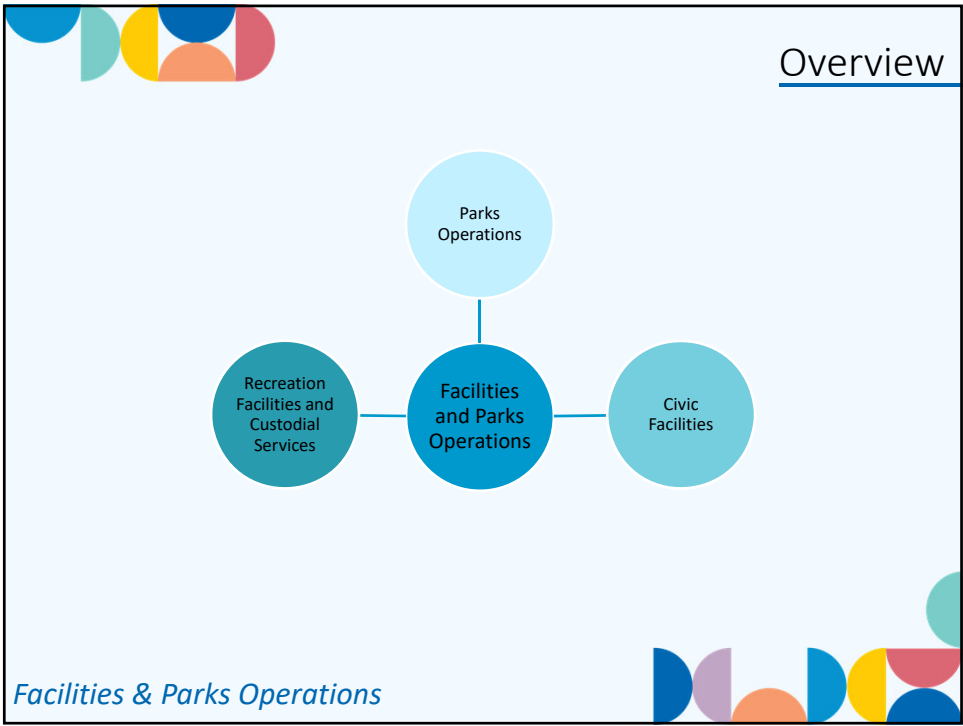 Overview
Parks
Operations
Recreation
Facilities and
Custodial
Services
Facilities
and Parks
Operations
Civic
Facilities
Facilities & Parks Operations